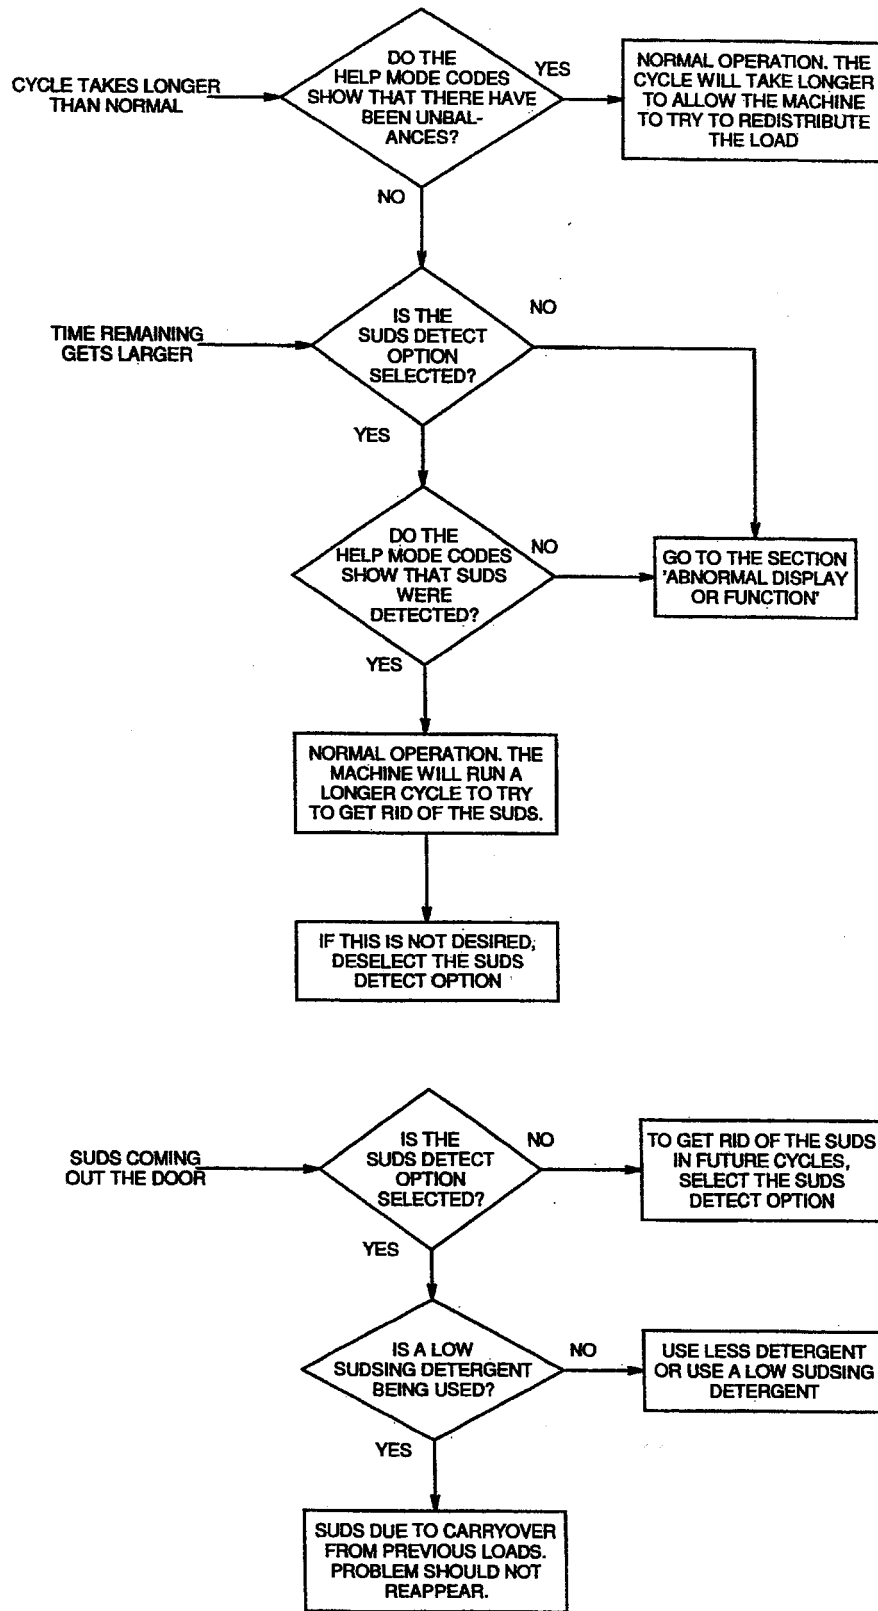 CYCLE TAKES LONGER
THAN NORMAL
DO THE
HELP MODE CODES
SHOW THAT THERE HAVE
BEEN UNBAL-
ANCES?
YES
NORMAL OPERATION. THE
CYCLE WILL TAKE LONGER
TO ALLOW THE MACHINE
TO TRY TO REDISTRIBUTE
THE LOAD
NO
TIME REMAINING
GETS LARGER
IS THE
SUDS DETECT
OPTION
SELECTED?
NO
YES
DO THE
HELP MODE CODES
SHOW THAT SUDS
WERE
DETECTED?
NO
GO TO THE SECTION
'ABNORMAL DISPLAY
OR FUNCTION'
YES
NORMAL OPERATION. THE
MACHINE WILL RUN A
LONGER CYCLE TO TRY
TO GET RID OF THE SUDS.
IF THIS IS NOT DESIRED,
DESELECT THE SUDS
DETECT OPTION
SUDS COMING
OUT THE DOOR
IS THE
SUDS DETECT
OPTION
SELECTED?
NO
TO GET RID OF THE SUDS
IN FUTURE CYCLES,
SELECT THE SUDS
DETECT OPTION
YES
IS A LOW
SUDSING DETERGENT
BEING USED?
NO
USE LESS DETERGENT
OR USE A LOW SUDSING
DETERGENT
YES
SUDS DUE TO CARRYOVER
FROM PREVIOUS LOADS.
PROBLEM SHOULD NOT
REAPPEAR.